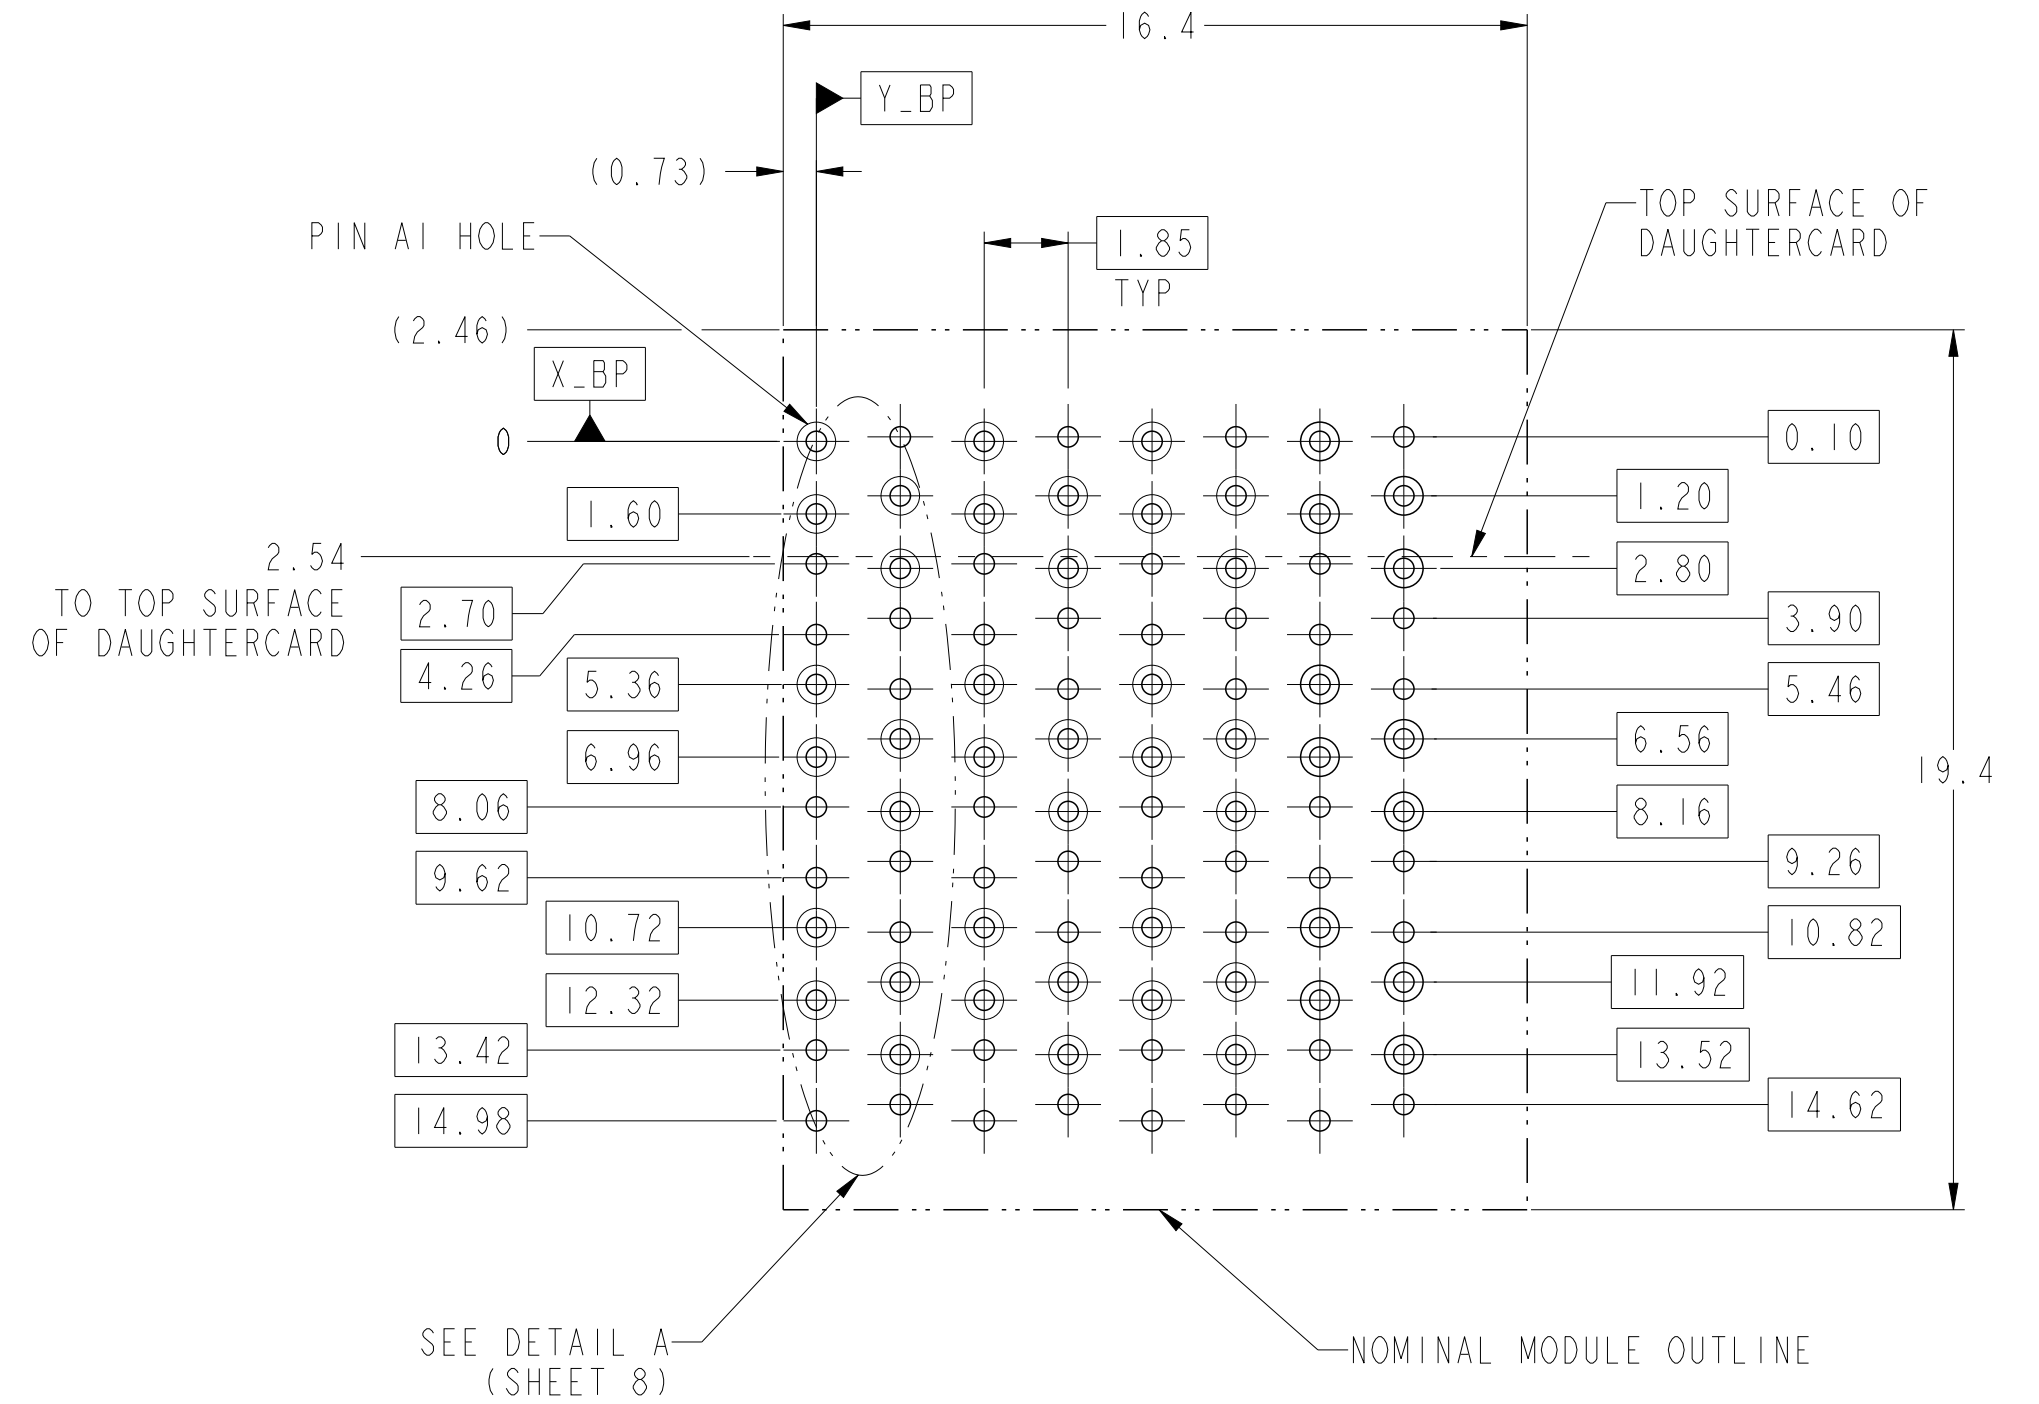 16.4
Y_BP
(0.73)
TOP SURFACE OF
DAUGHTERCARD
PIN A1 HOLE
1.85
TYP
(2.46)
X_BP
0
0.10
1.20
1.60
2.54
TO TOP SURFACE
OF DAUGHTERCARD
2.80
2.70
3.90
4.26
5.36
5.46
6.56
6.96
19.4
8.06
8.16
9.26
9.62
10.72
10.82
11.92
12.32
13.42
13.52
14.62
14.98
SEE DETAIL A
(SHEET 8)
NOMINAL MODULE OUTLINE